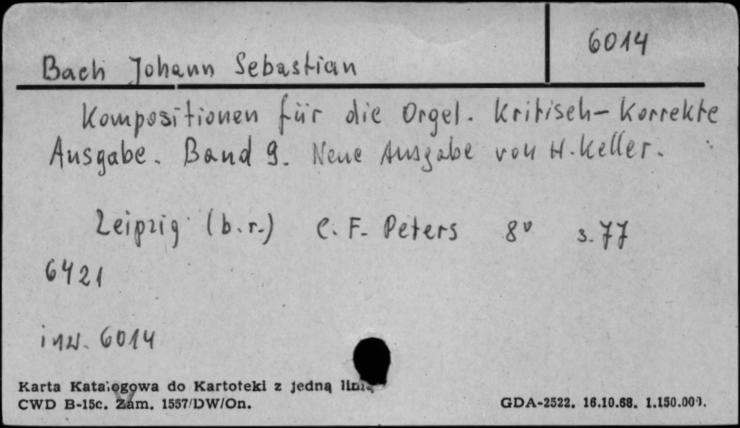 6014
Bach Johann Sebastian
Kompositionen für die Orgel. Kritisch-Korrekte
Ausgabe. Band 9. Neue Ausgabe von H. Keller.
Leipzig (b.r.) C. F. Peters 8° s. 77
6421
inw. 6014
Karta Katalogowa do Kartoteki z jedną linią
CWD B-15c. Zam. 1557/DW/On.
GDA-2522. 16.10.68. 1.150.000.